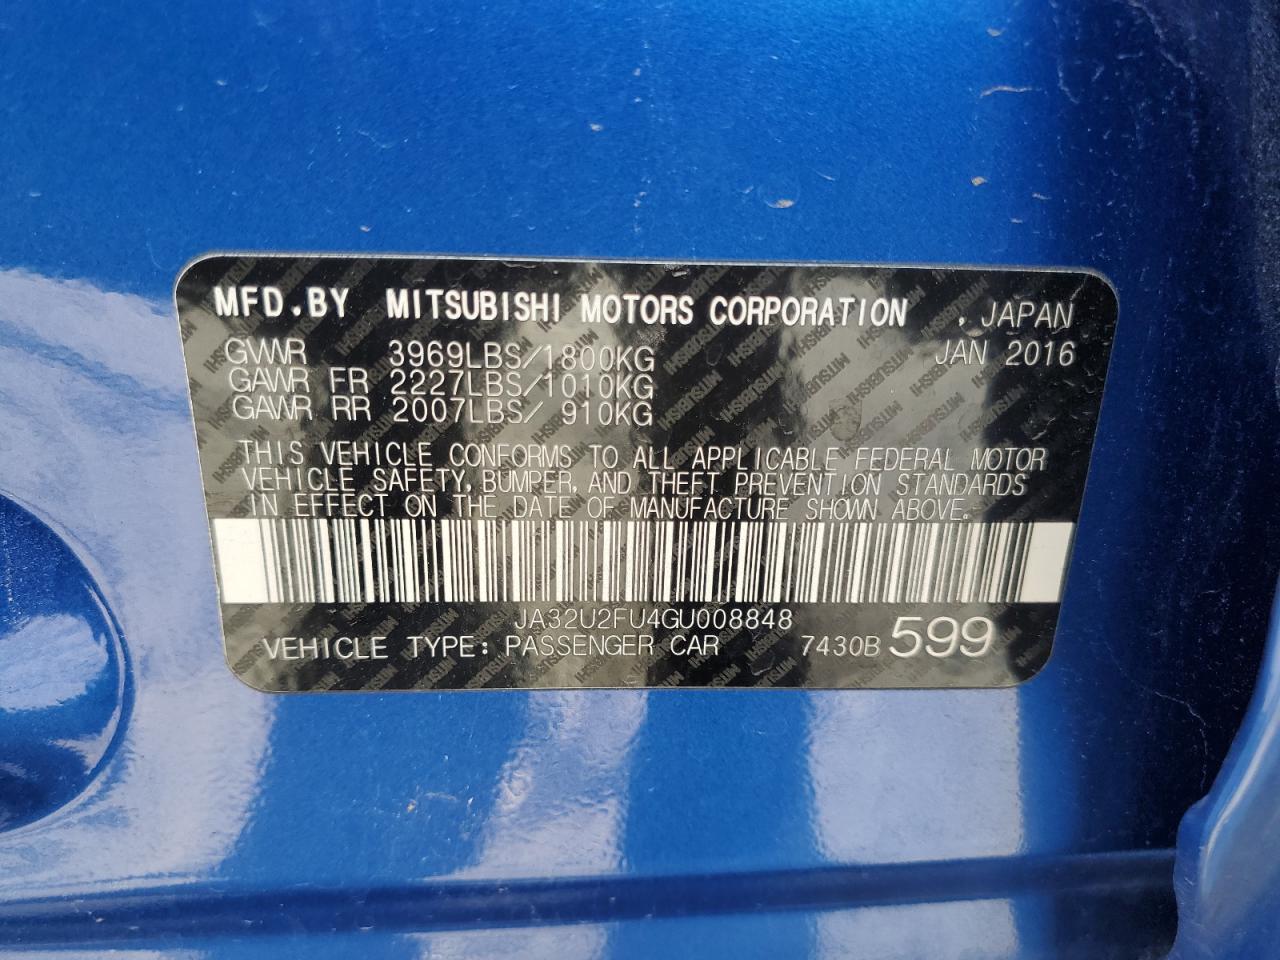 MFD.BY MITSUBISHI MOTORS CORPORATION , JAPAN
GVWR 3969LBS/1800KG JAN 2016
GAWR FR 2227LBS/1010KG
GAWR RR 2007LBS/ 910KG
THIS VEHICLE CONFORMS TO ALL APPLICABLE FEDERAL MOTOR
VEHICLE SAFETY, BUMPER, AND THEFT PREVENTION STANDARDS
IN EFFECT ON THE DATE OF MANUFACTURE SHOWN ABOVE.
JA32U2FU4GU008848
VEHICLE TYPE: PASSENGER CAR 7430B 599